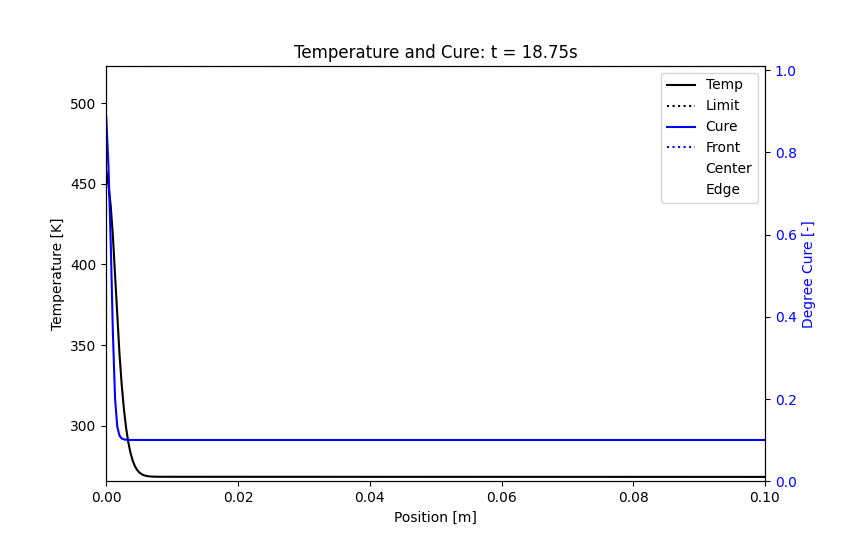 Temperature and Cure: t = 18.75s
Temp
Limit
Cure
Front
Center
Edge
500
450
400
350
300
Temperature [K]
1.0
0.8
0.6
0.4
0.2
0.0
Degree Cure [-]
0.00
0.02
0.04
0.06
0.08
0.10
Position [m]